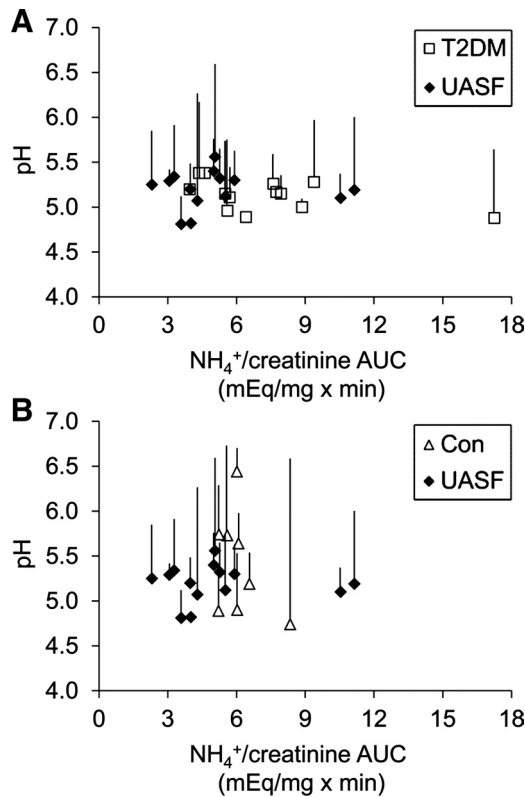 A
7.0
T2DM
UASF
6.5
6.0
pH
5.5
5.0
4.5
4.0
0 3 6 9 12 15 18
NH₄⁺/creatinine AUC
(mEq/mg x min)
B
7.0
Con
UASF
6.5
6.0
pH
5.5
5.0
4.5
4.0
0 3 6 9 12 15 18
NH₄⁺/creatinine AUC
(mEq/mg x min)